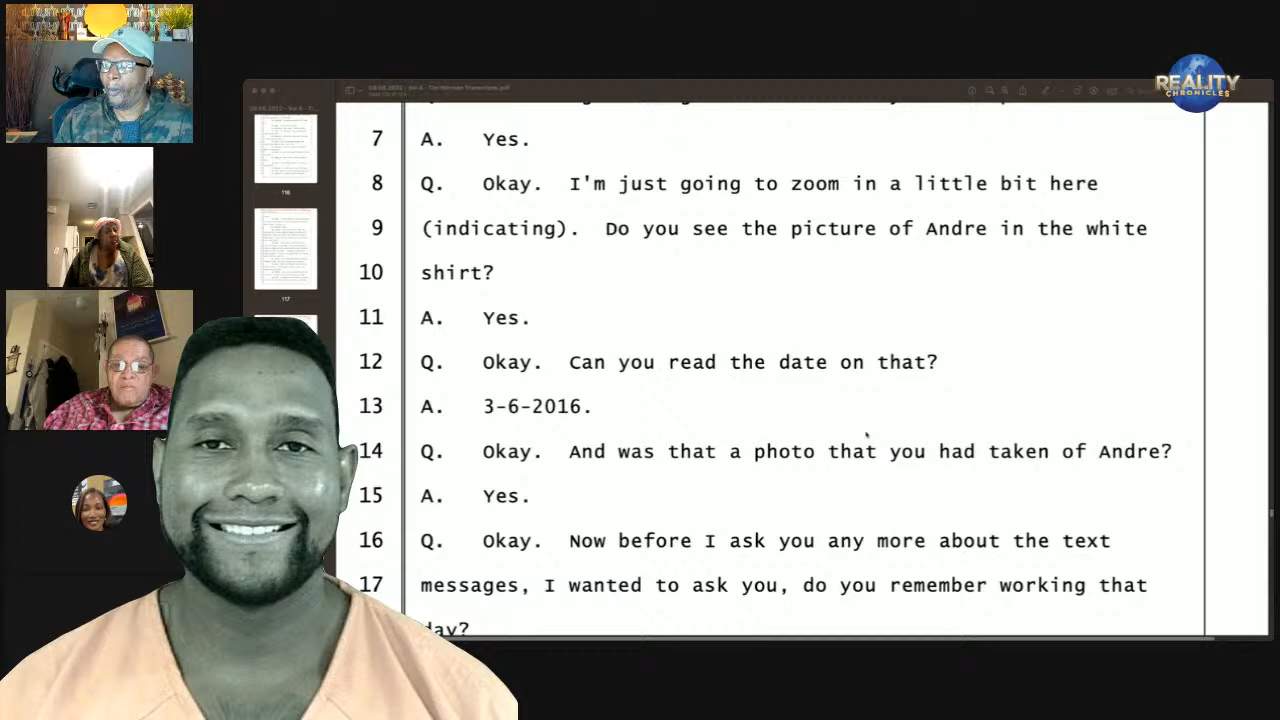 REALITY
CHRONICLES
116
117
7 A. Yes.
8 Q. Okay. I'm just going to zoom in a little bit here
9 (indicating). Do you see the picture of Andre in the white
10 shirt?
11 A. Yes.
12 Q. Okay. Can you read the date on that?
13 A. 3-6-2016.
14 Q. Okay. And was that a photo that you had taken of Andre?
15 A. Yes.
16 Q. Okay. Now before I ask you any more about the text
17 messages, I wanted to ask you, do you remember working that
day?